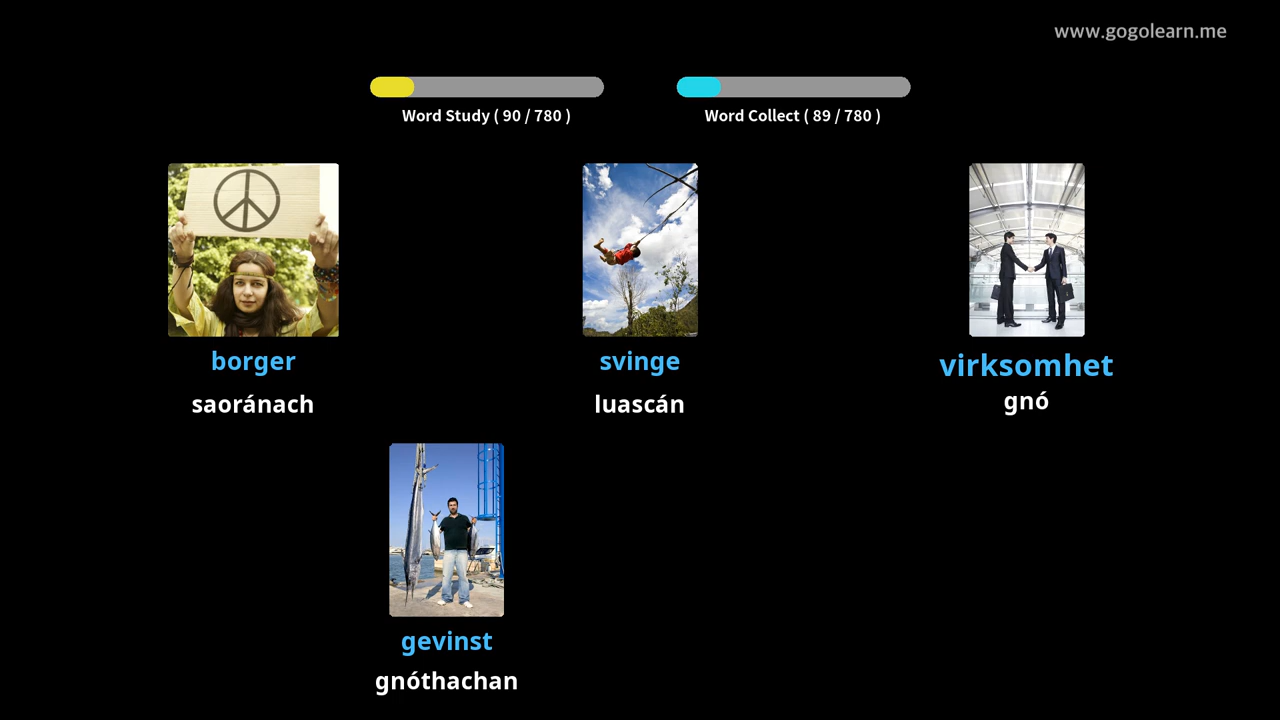 www.gogolearn.me
Word Study ( 90 / 780 )
Word Collect ( 89 / 780 )
borger
saoránach
svinge
luascán
virksomhet
gnó
gevinst
gnóthachan